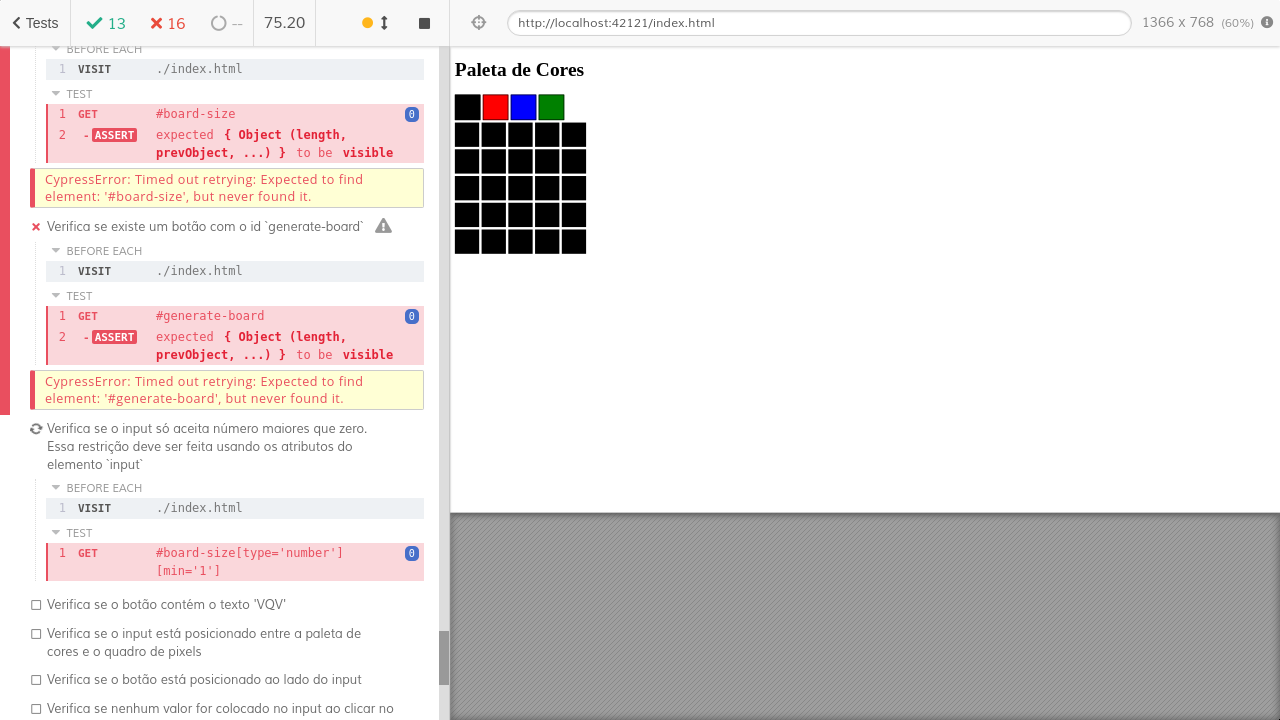 Tests
13
16
--
75.20
http://localhost:42121/index.html
1366 x 768 (60%)
BEFORE EACH
1 VISIT ./index.html
TEST
1 GET #board-size 0
2 -ASSERT expected { Object (length,
prevObject, ...) } to be visible
CypressError: Timed out retrying: Expected to find
element: '#board-size', but never found it.
Verifica se existe um botão com o id `generate-board`
BEFORE EACH
1 VISIT ./index.html
TEST
1 GET #generate-board 0
2 -ASSERT expected { Object (length,
prevObject, ...) } to be visible
CypressError: Timed out retrying: Expected to find
element: '#generate-board', but never found it.
Verifica se o input só aceita número maiores que zero.
Essa restrição deve ser feita usando os atributos do
elemento `input`
BEFORE EACH
1 VISIT ./index.html
TEST
1 GET #board-size[type='number'] 0
[min='1']
Verifica se o botão contém o texto 'VQV'
Verifica se o input está posicionado entre a paleta de
cores e o quadro de pixels
Verifica se o botão está posicionado ao lado do input
Verifica se nenhum valor for colocado no input ao clicar no
Paleta de Cores